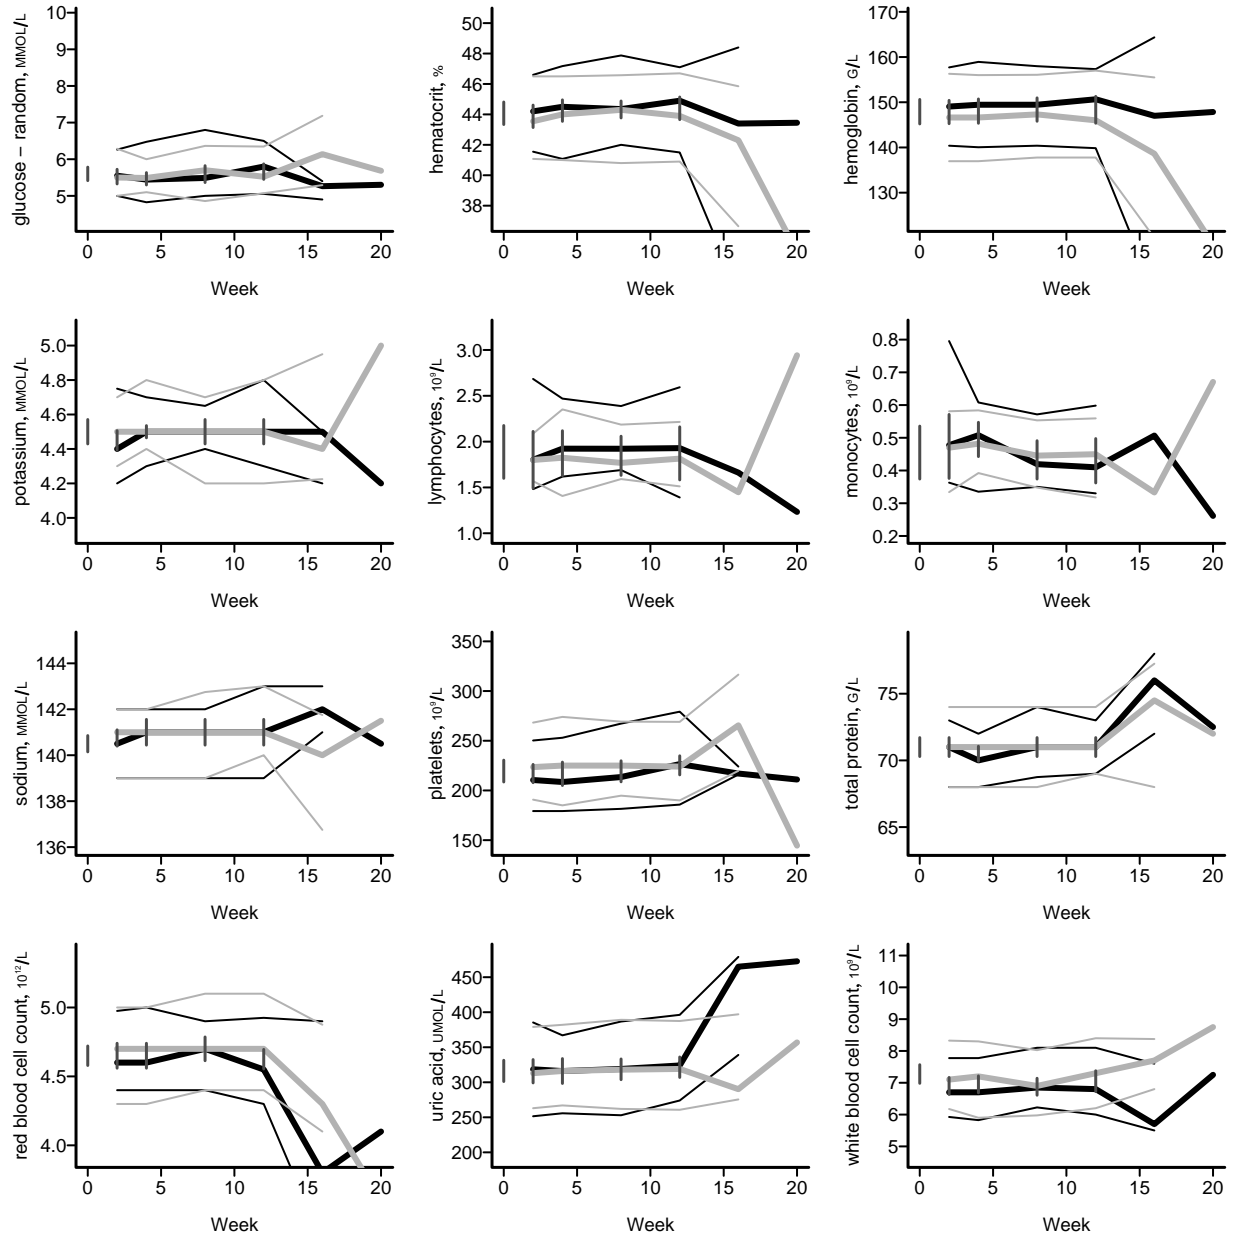 glucose – random, MMOL/L
10
9
8
7
6
5
0 5 10 15 20
Week
hematocrit, %
50
48
46
44
42
40
38
0 5 10 15 20
Week
hemoglobin, G/L
170
160
150
140
130
0 5 10 15 20
Week
potassium, MMOL/L
5.0
4.8
4.6
4.4
4.2
4.0
0 5 10 15 20
Week
lymphocytes, 10⁹/L
3.0
2.5
2.0
1.5
1.0
0 5 10 15 20
Week
monocytes, 10⁹/L
0.8
0.7
0.6
0.5
0.4
0.3
0.2
0 5 10 15 20
Week
sodium, MMOL/L
144
142
140
138
136
0 5 10 15 20
Week
platelets, 10⁹/L
350
300
250
200
150
0 5 10 15 20
Week
total protein, G/L
75
70
65
0 5 10 15 20
Week
red blood cell count, 10¹²/L
5.0
4.5
4.0
0 5 10 15 20
Week
uric acid, UMOL/L
450
400
350
300
250
200
0 5 10 15 20
Week
white blood cell count, 10⁹/L
11
10
9
8
7
6
5
0 5 10 15 20
Week